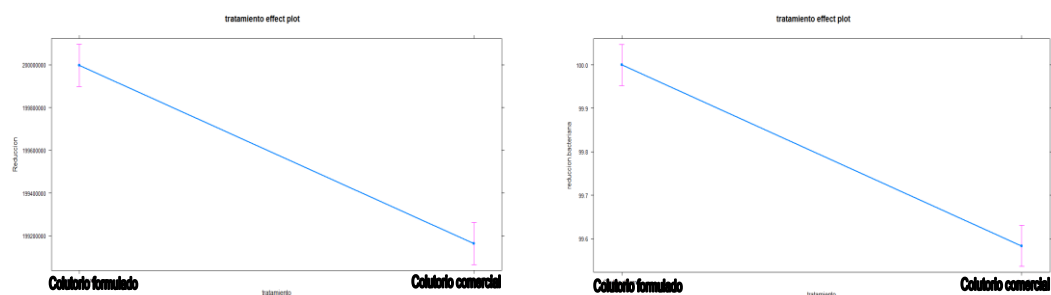 tratamiento effect plot
Reduccion
200000000
199800000
199600000
199400000
199200000
Colutorio formulado
Colutorio comercial
tratamiento
tratamiento effect plot
reduccion.bacteriana
100.0
99.9
99.8
99.7
99.6
Colutorio formulado
Colutorio comercial
tratamiento